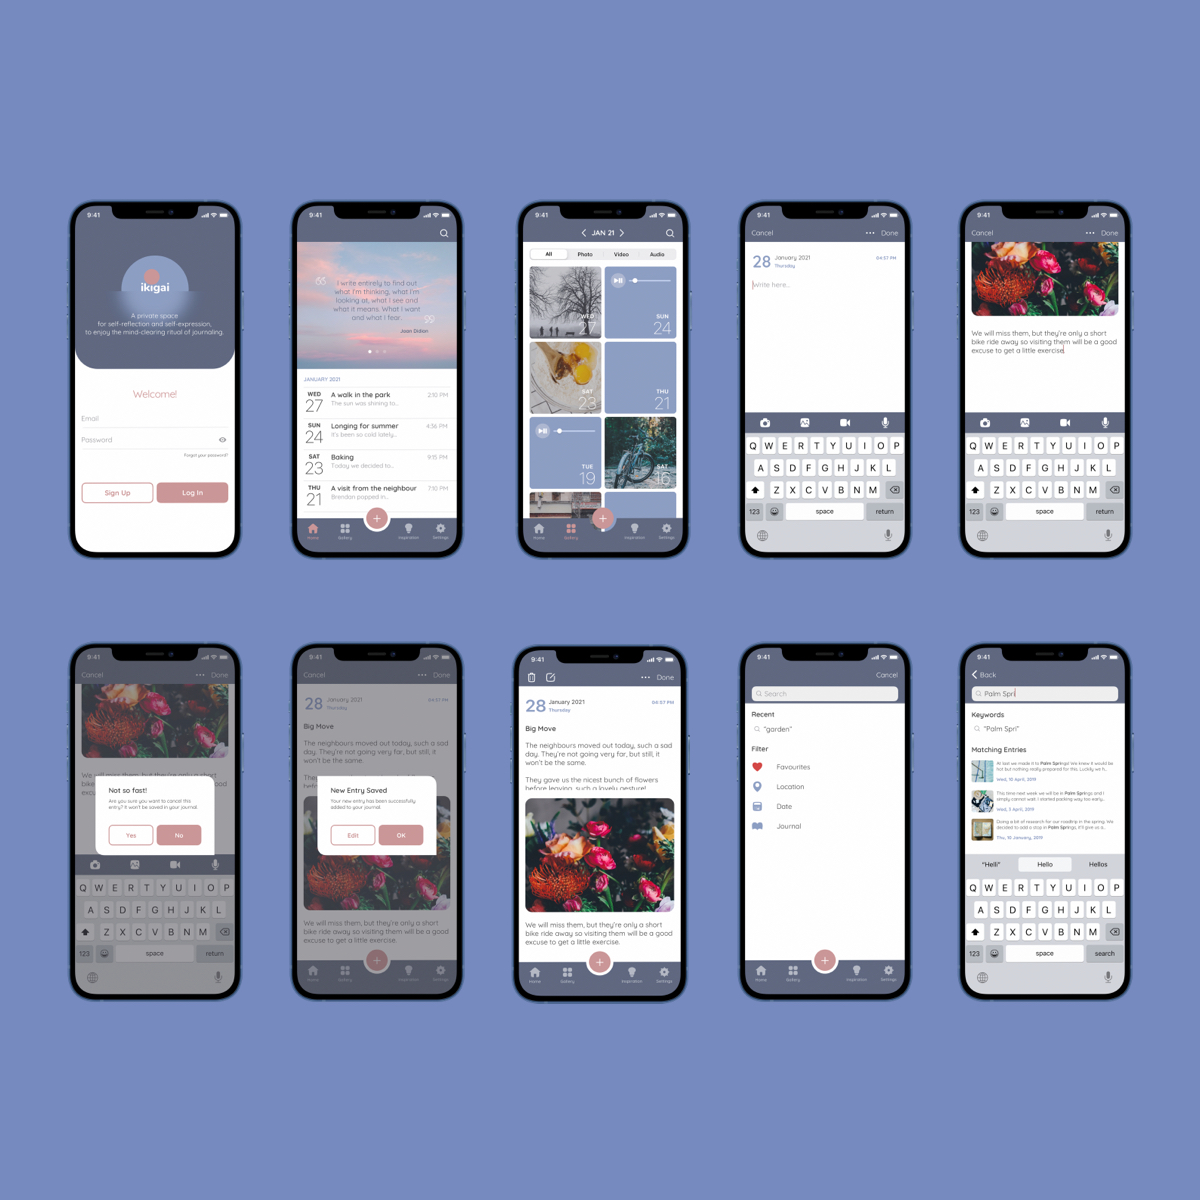 9:41
ikigai
A private space
for self-reflection and self-expression,
to enjoy the mind-clearing ritual of journaling.
Welcome!
Email
Password
Forgot your password?
Sign Up
Log In
9:41
I write entirely to find out
what I'm thinking, what I'm
looking at, what I see and
what it means. What I want
and what I fear.
Joan Didion
JANUARY 2021
WED
27
A walk in the park
2:10 PM
The sun was shining to...
SUN
24
Longing for summer
4:36 PM
It's been so cold lately...
SAT
23
Baking
9:15 PM
Today we decided to...
THU
21
A visit from the neighbour
7:10 PM
Brendan popped in...
Home
Gallery
Inspiration
Settings
9:41
JAN 21
All
Photo
Video
Audio
WED
27
SUN
24
SAT
23
THU
21
TUE
19
SAT
16
Home
Gallery
Inspiration
Settings
9:41
Cancel
Done
28
January 2021
Thursday
04:57 PM
Write here...
Q W E R T Y U I O P
A S D F G H J K L
Z X C V B N M
123
space
return
9:41
Cancel
Done
We will miss them, but they're only a short
bike ride away so visiting them will be a good
excuse to get a little exercise.
Q W E R T Y U I O P
A S D F G H J K L
Z X C V B N M
123
space
return
9:41
Cancel
Done
Not so fast!
Are you sure you want to cancel this
entry? It won't be saved in your journal.
Yes
No
Q W E R T Y U I O P
A S D F G H J K L
Z X C V B N M
123
space
return
9:41
Cancel
Done
28
January 2021
Thursday
04:57 PM
Big Move
The neighbours moved out today, such a sad
day. They're not going very far, but still, it
won't be the same.
New Entry Saved
Your new entry has been successfully
added to your journal.
Edit
OK
We will miss them, but they're only a short
bike ride away so visiting them will be a good
excuse to get a little exercise.
Home
Gallery
Inspiration
Settings
9:41
Done
28
January 2021
Thursday
04:57 PM
Big Move
The neighbours moved out today, such a sad
day. They're not going very far, but still, it
won't be the same.
They gave us the nicest bunch of flowers
before leaving, such a lovely gesture!
We will miss them, but they're only a short
bike ride away so visiting them will be a good
excuse to get a little exercise.
Home
Gallery
Inspiration
Settings
9:41
Cancel
Search
Recent
"garden"
Filter
Favourites
Location
Date
Journal
Home
Gallery
Inspiration
Settings
9:41
Back
Palm Spri
Keywords
"Palm Spri"
Matching Entries
At last we made it to Palm Springs! We knew it would be
hot but nothing really prepared for this. Luckily we h...
Wed, 10 April, 2019
This time next week we will be in Palm Springs and I
simply cannot wait. I started packing way too early...
Wed, 3 April, 2019
Doing a bit of research for our roadtrip in the spring. We
decided to add a stop in Palm Springs, it'll give us a...
Thu, 10 January, 2019
"Helli"
Hello
Hellos
Q W E R T Y U I O P
A S D F G H J K L
Z X C V B N M
123
space
search